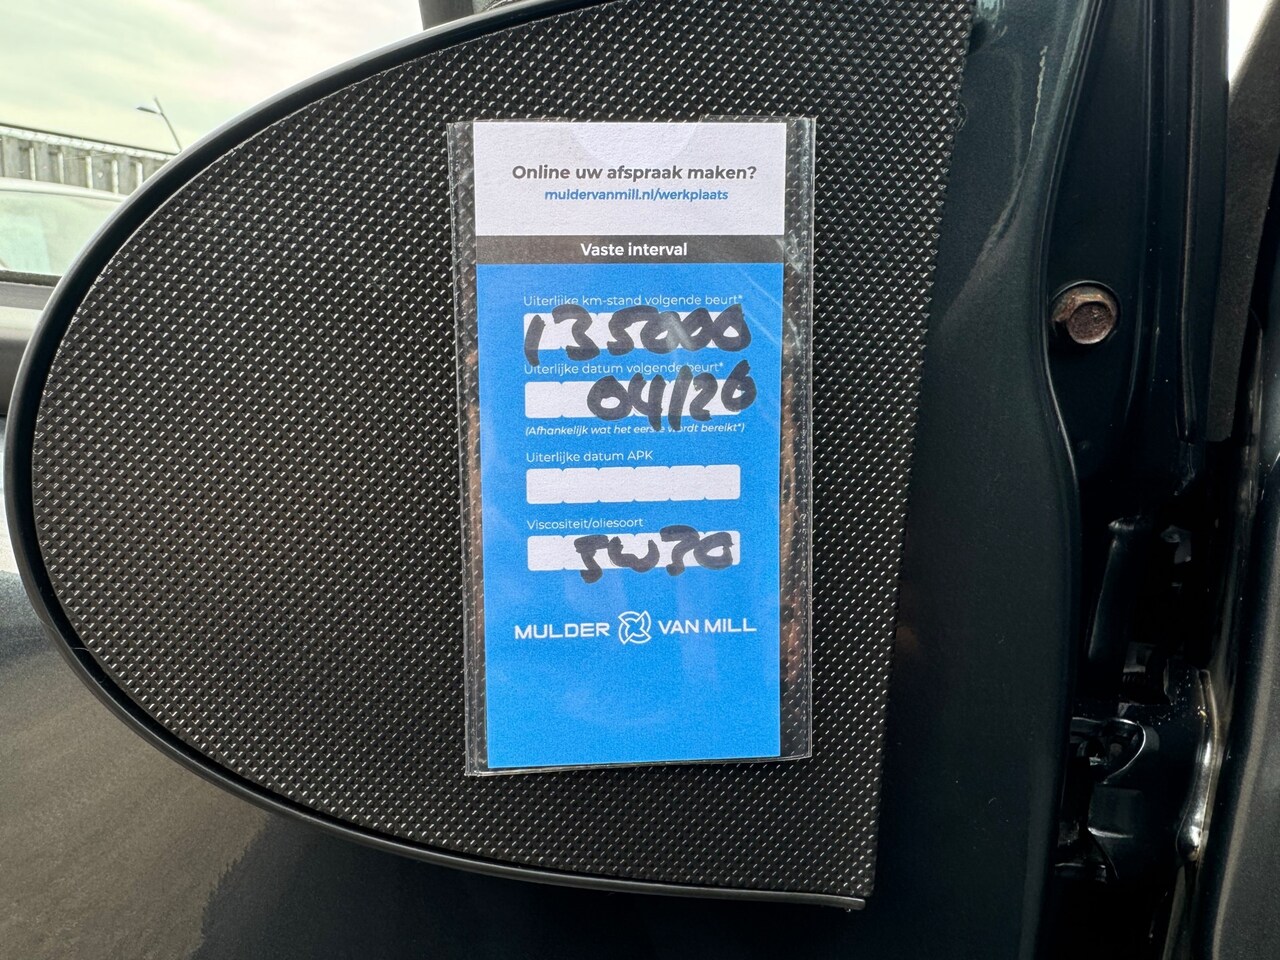 Online uw afspraak maken?
muldervanmill.nl/werkplaats
Vaste interval
Uiterlijke km-stand volgende beurt*
135000
Uiterlijke datum volgende beurt*
04/26
(Afhankelijk wat het eerste wordt bereikt*)
Uiterlijke datum APK
Viscositeit/oliesoort
5W30
MULDER VAN MILL